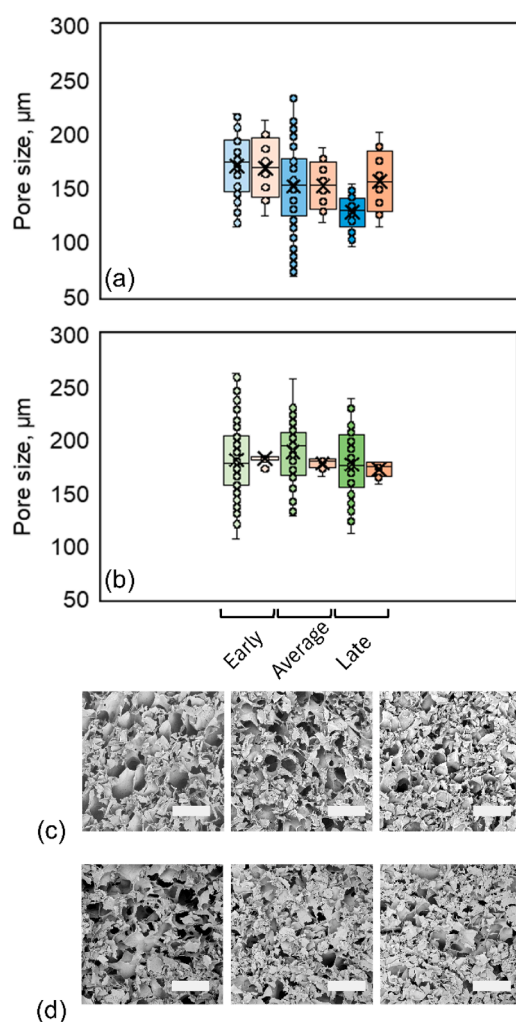 300
250
200
150
100
50
Pore size, µm
(a)
300
250
200
150
100
50
Pore size, µm
(b)
Early
Average
Late
(c)
(d)